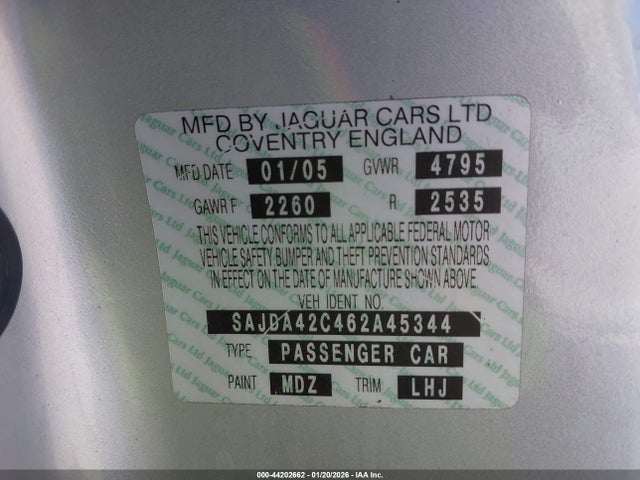 MFD BY JAGUAR CARS LTD
COVENTRY ENGLAND
MFD DATE 01/05 GVWR 4795
GAWR F 2260 R 2535
THIS VEHICLE CONFORMS TO ALL APPLICABLE FEDERAL MOTOR
VEHICLE SAFETY BUMPER AND THEFT PREVENTION STANDARDS
IN EFFECT ON THE DATE OF MANUFACTURE SHOWN ABOVE.
VEH IDENT NO.
SAJDA42C462A45344
TYPE PASSENGER CAR
PAINT MDZ TRIM LHJ
000-44202662 - 01/20/2026 - IAA Inc.